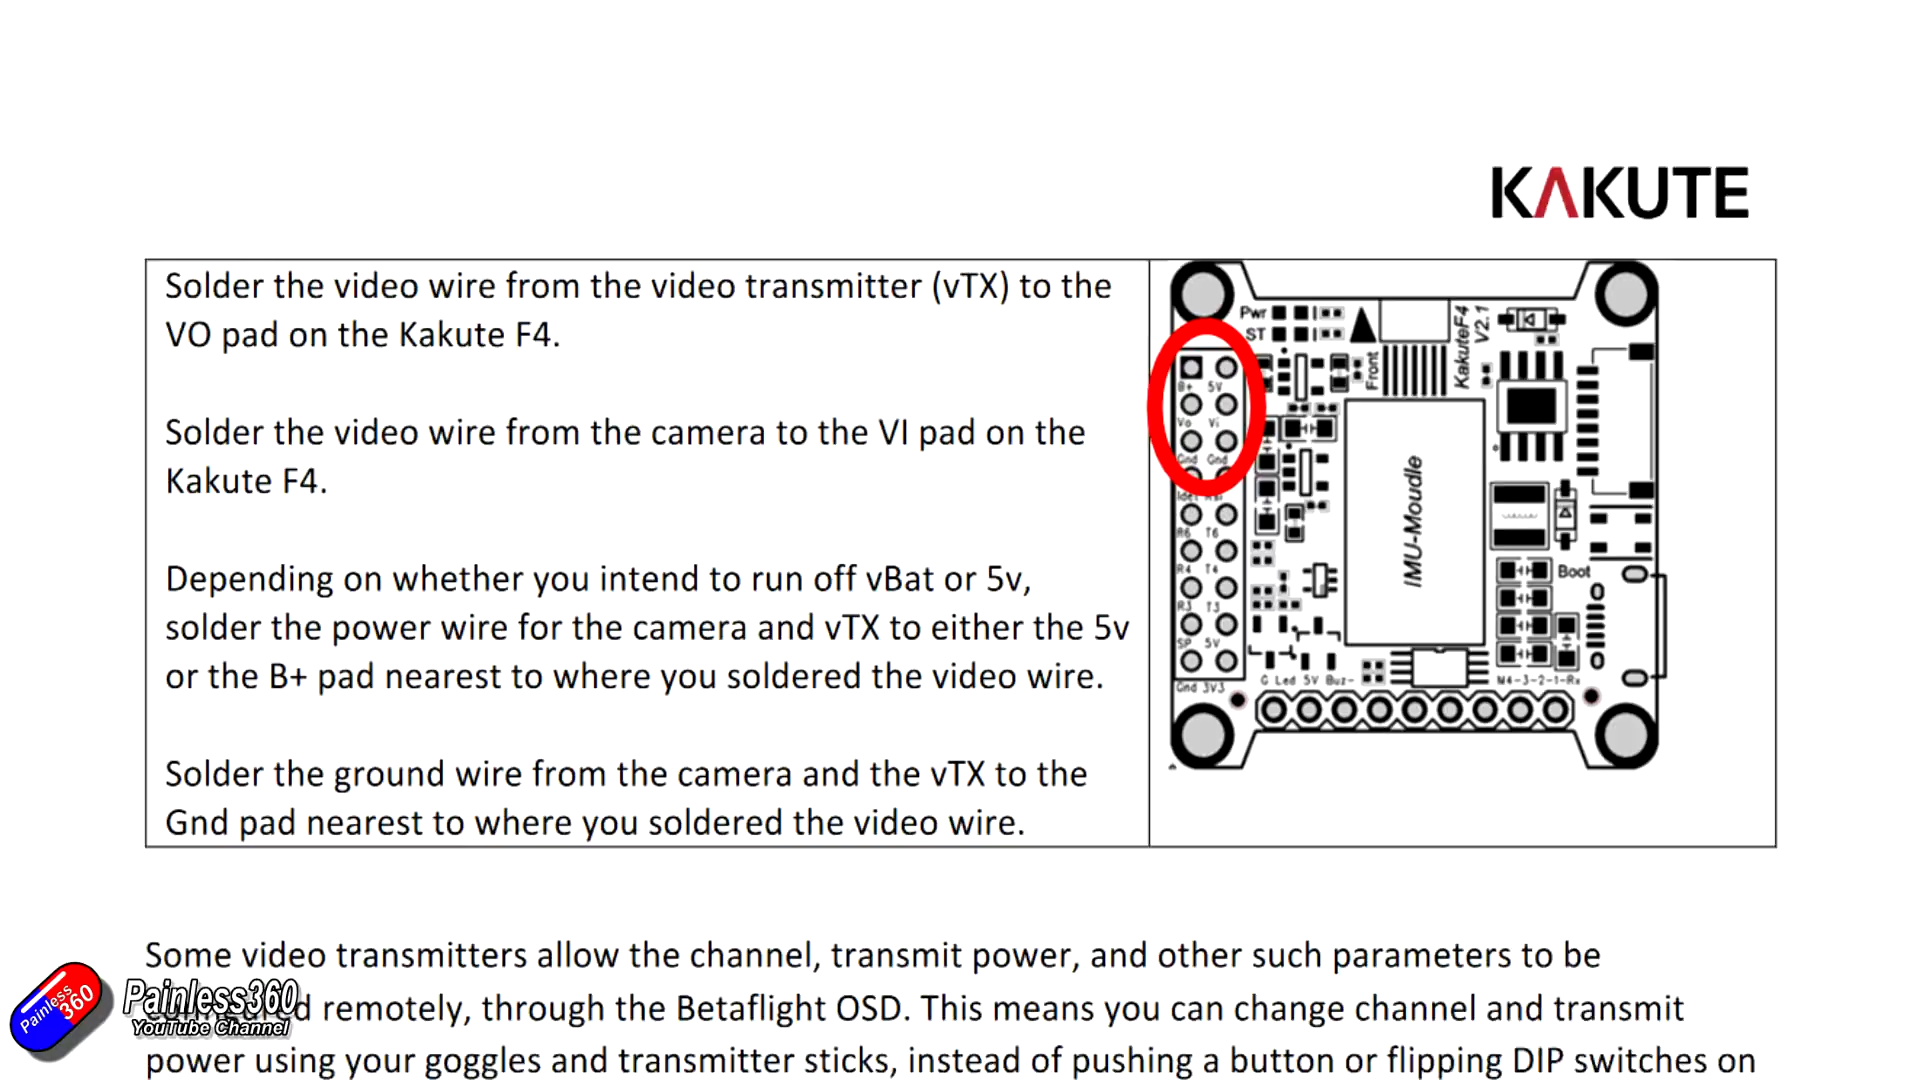 KAKUTE
Solder the video wire from the video transmitter (vTX) to the
VO pad on the Kakute F4.
Solder the video wire from the camera to the VI pad on the
Kakute F4.
Depending on whether you intend to run off vBat or 5v,
solder the power wire for the camera and vTX to either the 5v
or the B+ pad nearest to where you soldered the video wire.
Solder the ground wire from the camera and the vTX to the
Gnd pad nearest to where you soldered the video wire.
Pwr
ST
Front
KakuteF4
V2.1
B+ 5V
Vo Vi
Gnd Gnd
R6 T6
R4 T4
R3 T3
5V
Gnd 3V3
IMU-Moudle
Boot
G Led 5V Buz-
M4-3-2-1-Rx
Some video transmitters allow the channel, transmit power, and other such parameters to be
remotely, through the Betaflight OSD. This means you can change channel and transmit
power using your goggles and transmitter sticks, instead of pushing a button or flipping DIP switches on
Painless
360
Painless360
YouTube Channel